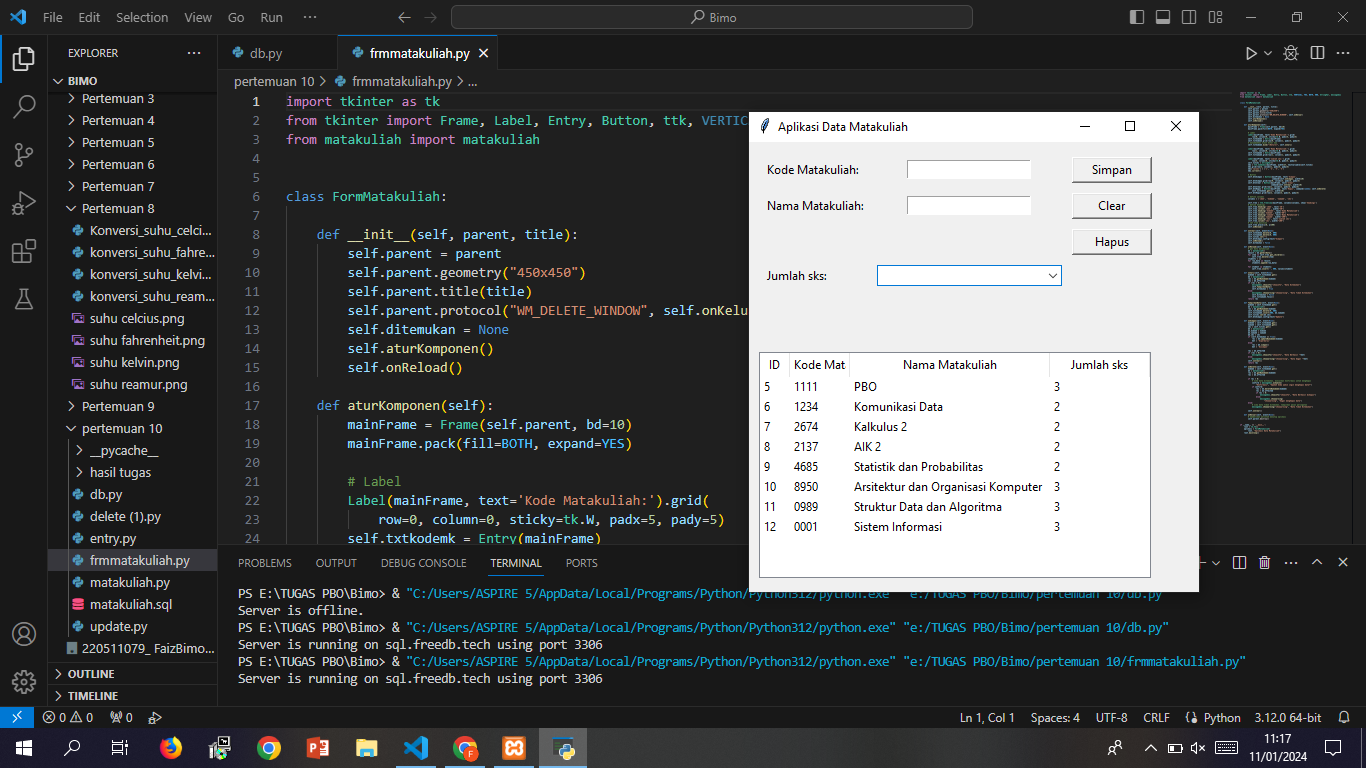 File Edit Selection View Go Run ··· Bimo
EXPLORER
BIMO
Pertemuan 3
Pertemuan 4
Pertemuan 5
Pertemuan 6
Pertemuan 7
Pertemuan 8
Konversi_suhu_celci...
konversi_suhu_fahre...
konversi_suhu_kelvi...
konversi_suhu_ream...
suhu celcius.png
suhu fahrenheit.png
suhu kelvin.png
suhu reamur.png
Pertemuan 9
pertemuan 10
__pycache__
hasil tugas
db.py
delete (1).py
entry.py
frmmatakuliah.py
matakuliah.py
matakuliah.sql
update.py
220511079_ FaizBimo...
OUTLINE
TIMELINE
db.py frmmatakuliah.py
pertemuan 10 > frmmatakuliah.py > ...
1 import tkinter as tk
2 from tkinter import Frame, Label, Entry, Button, ttk, VERTIC
3 from matakuliah import matakuliah
4
5
6 class FormMatakuliah:
7
8 def __init__(self, parent, title):
9 self.parent = parent
10 self.parent.geometry("450x450")
11 self.parent.title(title)
12 self.parent.protocol("WM_DELETE_WINDOW", self.onKelu
13 self.ditemukan = None
14 self.aturKomponen()
15 self.onReload()
16
17 def aturKomponen(self):
18 mainFrame = Frame(self.parent, bd=10)
19 mainFrame.pack(fill=BOTH, expand=YES)
20
21 # Label
22 Label(mainFrame, text='Kode Matakuliah:').grid(
23 row=0, column=0, sticky=tk.W, padx=5, pady=5)
24 self.txtkodemk = Entry(mainFrame)
Aplikasi Data Matakuliah
Kode Matakuliah: Simpan
Nama Matakuliah: Clear
Hapus
Jumlah sks:
ID Kode Mat Nama Matakuliah Jumlah sks
5 1111 PBO 3
6 1234 Komunikasi Data 2
7 2674 Kalkulus 2 2
8 2137 AIK 2 2
9 4685 Statistik dan Probabilitas 2
10 8950 Arsitektur dan Organisasi Komputer 3
11 0989 Struktur Data dan Algoritma 3
12 0001 Sistem Informasi 3
PROBLEMS OUTPUT DEBUG CONSOLE TERMINAL PORTS
PS E:\TUGAS PBO\Bimo> & "C:/Users/ASPIRE 5/AppData/Local/Programs/Python/Python312/python.exe" "e:/TUGAS PBO/Bimo/pertemuan 10/db.py"
Server is offline.
PS E:\TUGAS PBO\Bimo> & "C:/Users/ASPIRE 5/AppData/Local/Programs/Python/Python312/python.exe" "e:/TUGAS PBO/Bimo/pertemuan 10/db.py"
Server is running on sql.freedb.tech using port 3306
PS E:\TUGAS PBO\Bimo> & "C:/Users/ASPIRE 5/AppData/Local/Programs/Python/Python312/python.exe" "e:/TUGAS PBO/Bimo/pertemuan 10/frmmatakuliah.py"
Server is running on sql.freedb.tech using port 3306
0 0 0 Ln 1, Col 1 Spaces: 4 UTF-8 CRLF Python 3.12.0 64-bit
11:17
11/01/2024